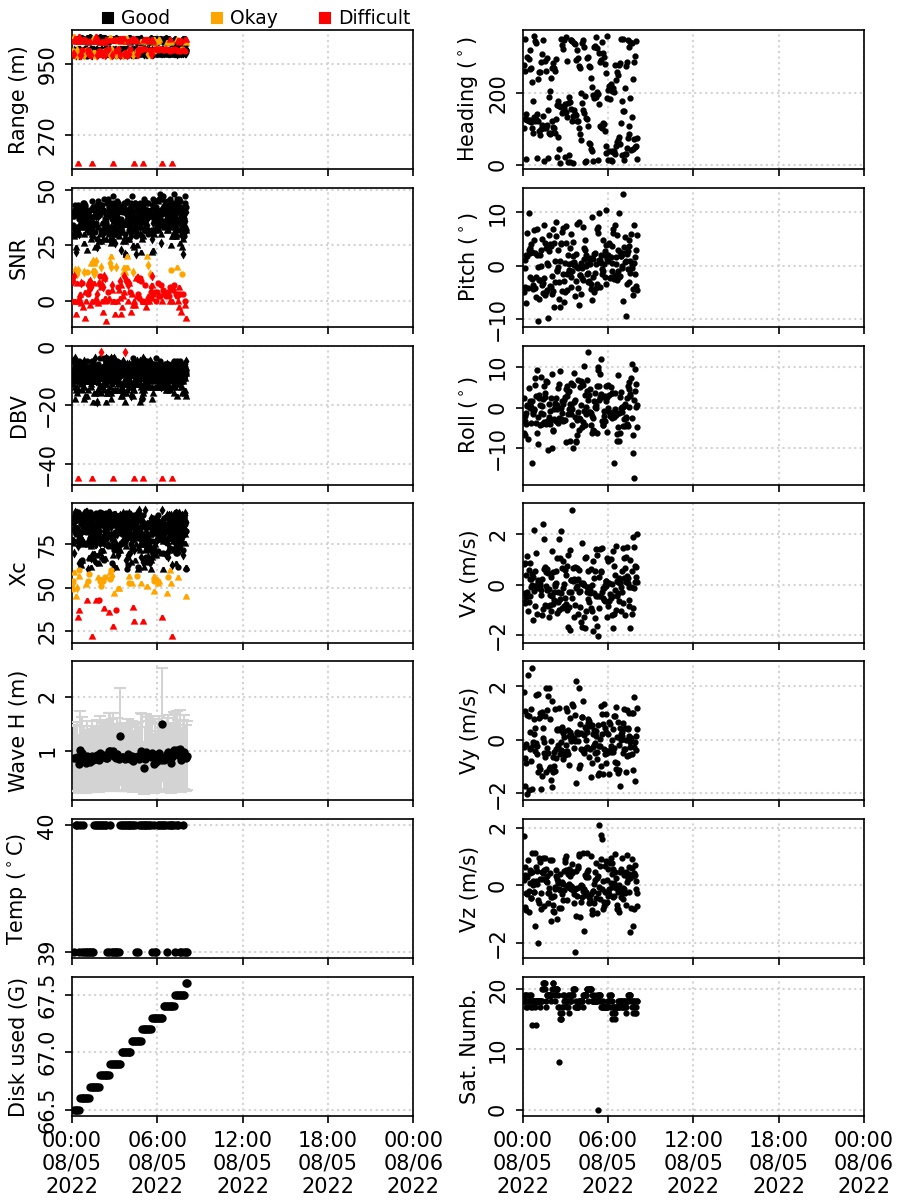 Good Okay Difficult
Range (m)
950
270
Heading (°)
200
0
SNR
50
25
0
Pitch (°)
10
0
−10
DBV
0
−20
−40
Roll (°)
10
0
−10
Xc
75
50
25
Vx (m/s)
2
0
−2
Wave H (m)
2
1
Vy (m/s)
2
0
−2
Temp (°C)
40
39
Vz (m/s)
2
0
−2
Disk used (G)
67.5
67.0
66.5
Sat. Numb.
20
10
0
00:00 06:00 12:00 18:00 00:00
08/05 08/05 08/05 08/05 08/06
2022 2022 2022 2022 2022
00:00 06:00 12:00 18:00 00:00
08/05 08/05 08/05 08/05 08/06
2022 2022 2022 2022 2022